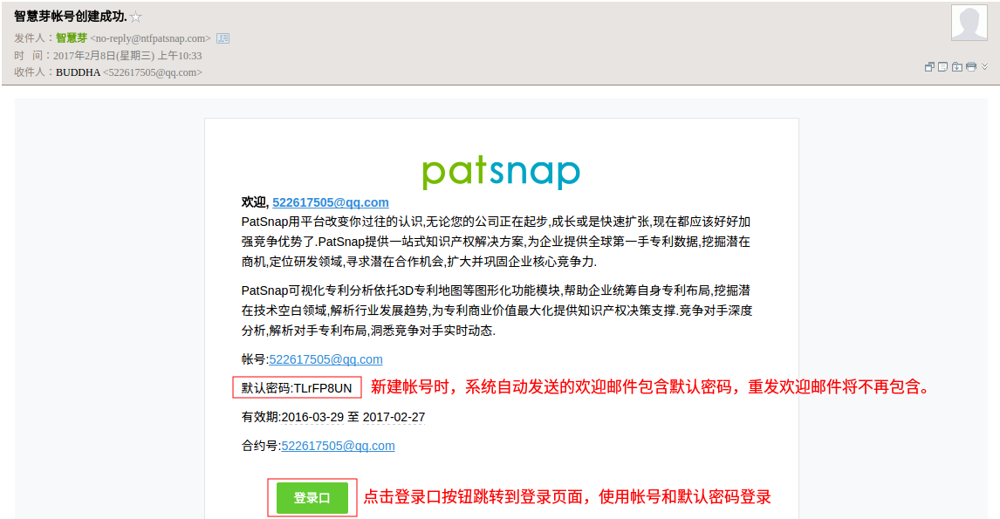 智慧芽帐号创建成功.
发件人：智慧芽 <no-reply@ntfpatsnap.com>
时 间：2017年2月8日(星期三) 上午10:33
收件人：BUDDHA <522617505@qq.com>
patsnap
欢迎, 522617505@qq.com
PatSnap用平台改变你过往的认识,无论您的公司正在起步,成长或是快速扩张,现在都应该好好加
强竞争优势了.PatSnap提供一站式知识产权解决方案,为企业提供全球第一手专利数据,挖掘潜在
商机,定位研发领域,寻求潜在合作机会,扩大并巩固企业核心竞争力.
PatSnap可视化专利分析依托3D专利地图等图形化功能模块,帮助企业统筹自身专利布局,挖掘潜
在技术空白领域,解析行业发展趋势,为专利商业价值最大化提供知识产权决策支撑.竞争对手深度
分析,解析对手专利布局,洞悉竞争对手实时动态.
帐号:522617505@qq.com
默认密码:TLrFP8UN 新建帐号时，系统自动发送的欢迎邮件包含默认密码，重发欢迎邮件将不再包含。
有效期:2016-03-29 至 2017-02-27
合约号:522617505@qq.com
登录口 点击登录口按钮跳转到登录页面，使用帐号和默认密码登录